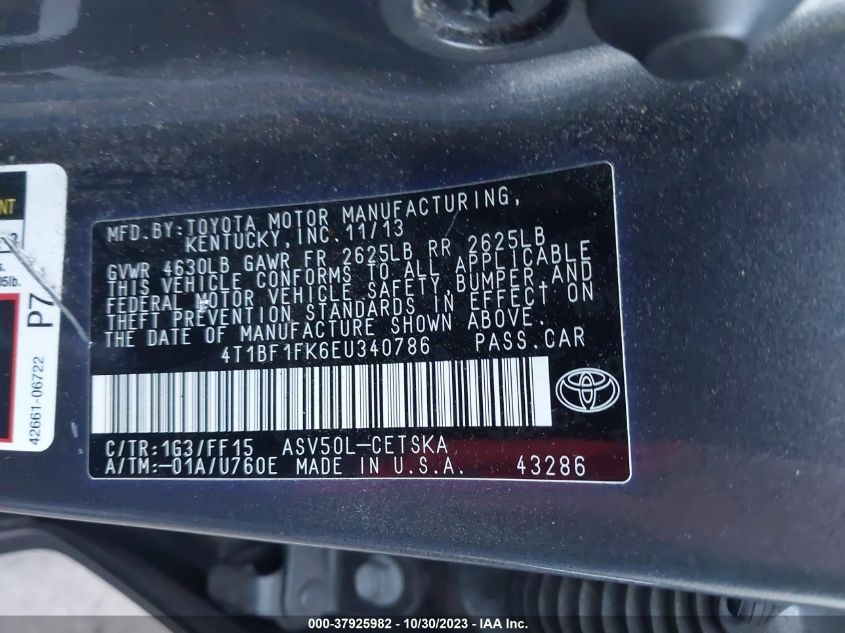 MFD.BY:TOYOTA MOTOR MANUFACTURING,
KENTUCKY,INC.11/13
GVWR 4630LB GAWR FR 2625LB RR 2625LB
THIS VEHICLE CONFORMS TO ALL APPLICABLE
FEDERAL MOTOR VEHICLE SAFETY,BUMPER,AND
THEFT PREVENTION STANDARDS IN EFFECT ON
THE DATE OF MANUFACTURE SHOWN ABOVE.
4T1BF1FK6EU340786 PASS.CAR
C/TR:1G3/FF15 ASV50L-CETSKA
A/TM:-01A/U760E MADE IN U.S.A. 43286
NT
05lb.
P7
42661-06722
000-37925982 - 10/30/2023 - IAA Inc.